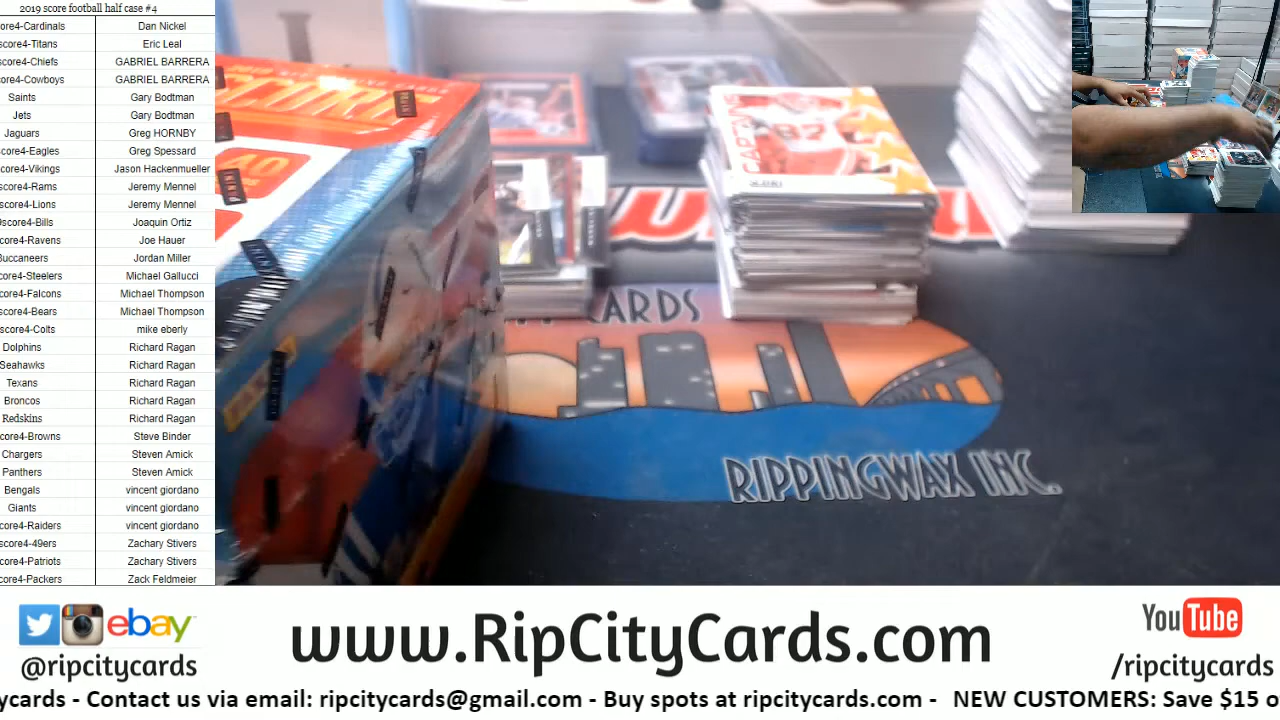 2019 score football half case #4
core4-Cardinals Dan Nickel
score4-Titans Eric Leal
score4-Chiefs GABRIEL BARRERA
core4-Cowboys GABRIEL BARRERA
Saints Gary Bodtman
Jets Gary Bodtman
Jaguars Greg HORNBY
core4-Eagles Greg Spessard
core4-Vikings Jason Hackenmueller
score4-Rams Jeremy Mennel
score4-Lions Jeremy Mennel
score4-Bills Joaquin Ortiz
core4-Ravens Joe Hauer
uccaneers Jordan Miller
core4-Steelers Michael Gallucci
core4-Falcons Michael Thompson
core4-Bears Michael Thompson
score4-Colts mike eberly
Dolphins Richard Ragan
Seahawks Richard Ragan
Texans Richard Ragan
Broncos Richard Ragan
Redskins Richard Ragan
core4-Browns Steve Binder
Chargers Steven Amick
Panthers Steven Amick
Bengals vincent giordano
Giants vincent giordano
core4-Raiders vincent giordano
score4-49ers Zachary Stivers
core4-Patriots Zachary Stivers
core4-Packers Zack Feldmeier
SCORE
40
CAPTAINS
87
CARDS
RIPPINGWAX INC.
ebay
@ripcitycards
www.RipCityCards.com
YouTube
/ripcitycards
ycards - Contact us via email: ripcitycards@gmail.com - Buy spots at ripcitycards.com - NEW CUSTOMERS: Save $15 o